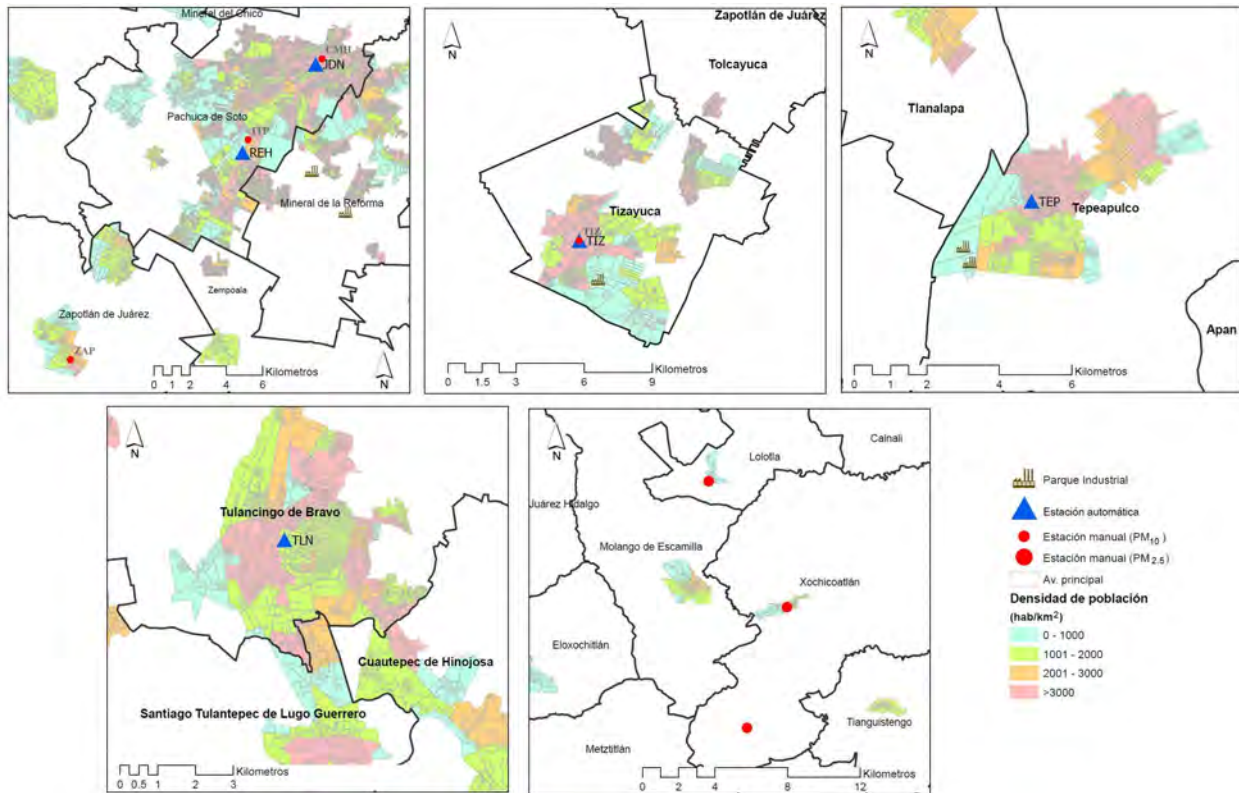 Mineral del Chico
CMH
JDN
Pachuca de Soto
ITP
REH
Mineral de la Reforma
Zempoala
Zapotlán de Juárez
ZAP
Kilometros
0 1 2 4 6
N
N
Zapotlán de Juárez
Tolcayuca
Tizayuca
TIZ
TIZ
Kilometros
0 1.5 3 6 9
N
Tlanalapa
TEP
Tepeapulco
Apan
Kilometros
0 1 2 4 6
N
Tulancingo de Bravo
TLN
Cuautepec de Hinojosa
Santiago Tulantepec de Lugo Guerrero
Kilometros
0 0.5 1 2 3
N
Calnali
Lolotla
Juárez Hidalgo
Molango de Escamilla
Xochicoatlán
Eloxochitlán
Tianguistengo
Metztitlán
Kilometros
0 2 4 8 12
Parque Industrial
Estación automática
Estación manual (PM10)
Estación manual (PM2.5)
Av. principal
Densidad de población
(hab/km2)
0 - 1000
1001 - 2000
2001 - 3000
>3000